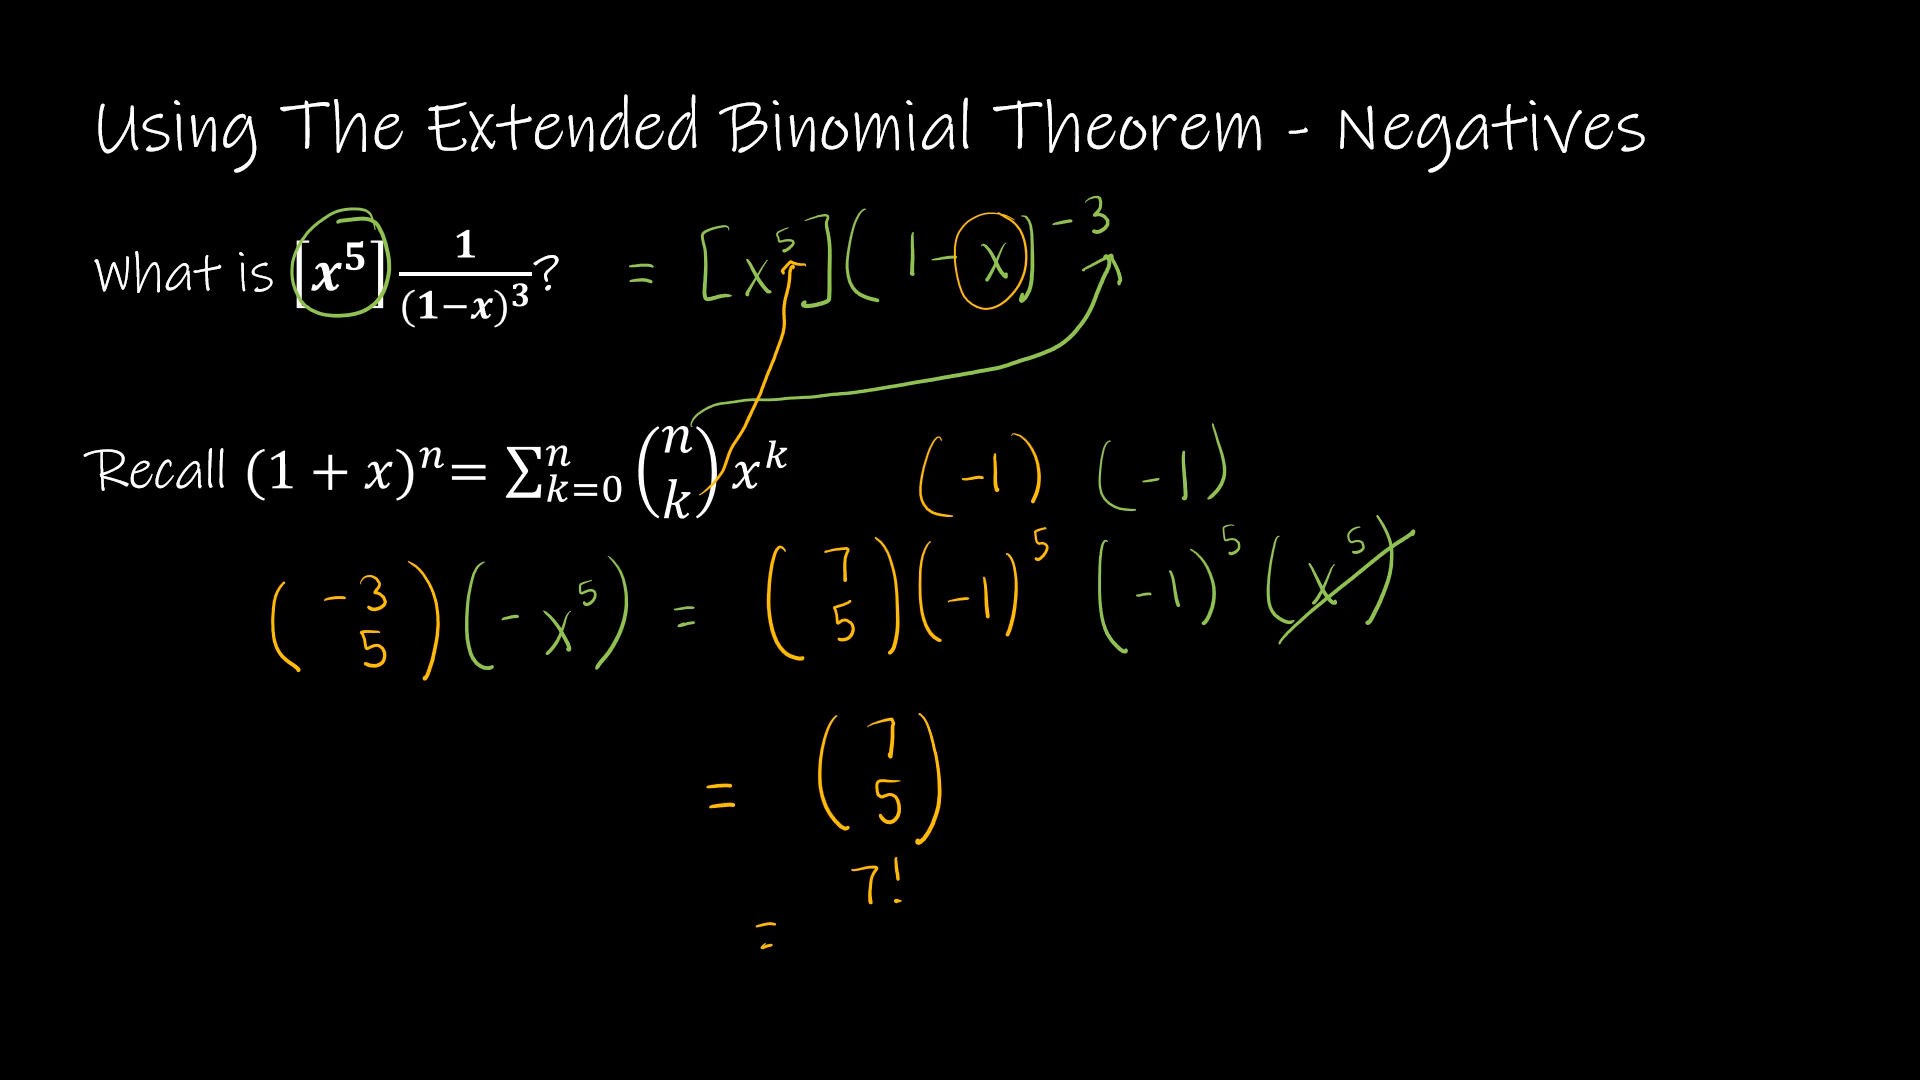 Using The Extended Binomial Theorem - Negatives
What is [x^5] 1/(1−x)^3? = [x^5](1-x)^-3
Recall (1 + x)^n= ∑_{k=0}^n (n k) x^k (-1) (-1)
(-3 5)(-x^5) = (7 5)(-1)^5 (-1)^5 (x^5)
= (7 5)
7!
=